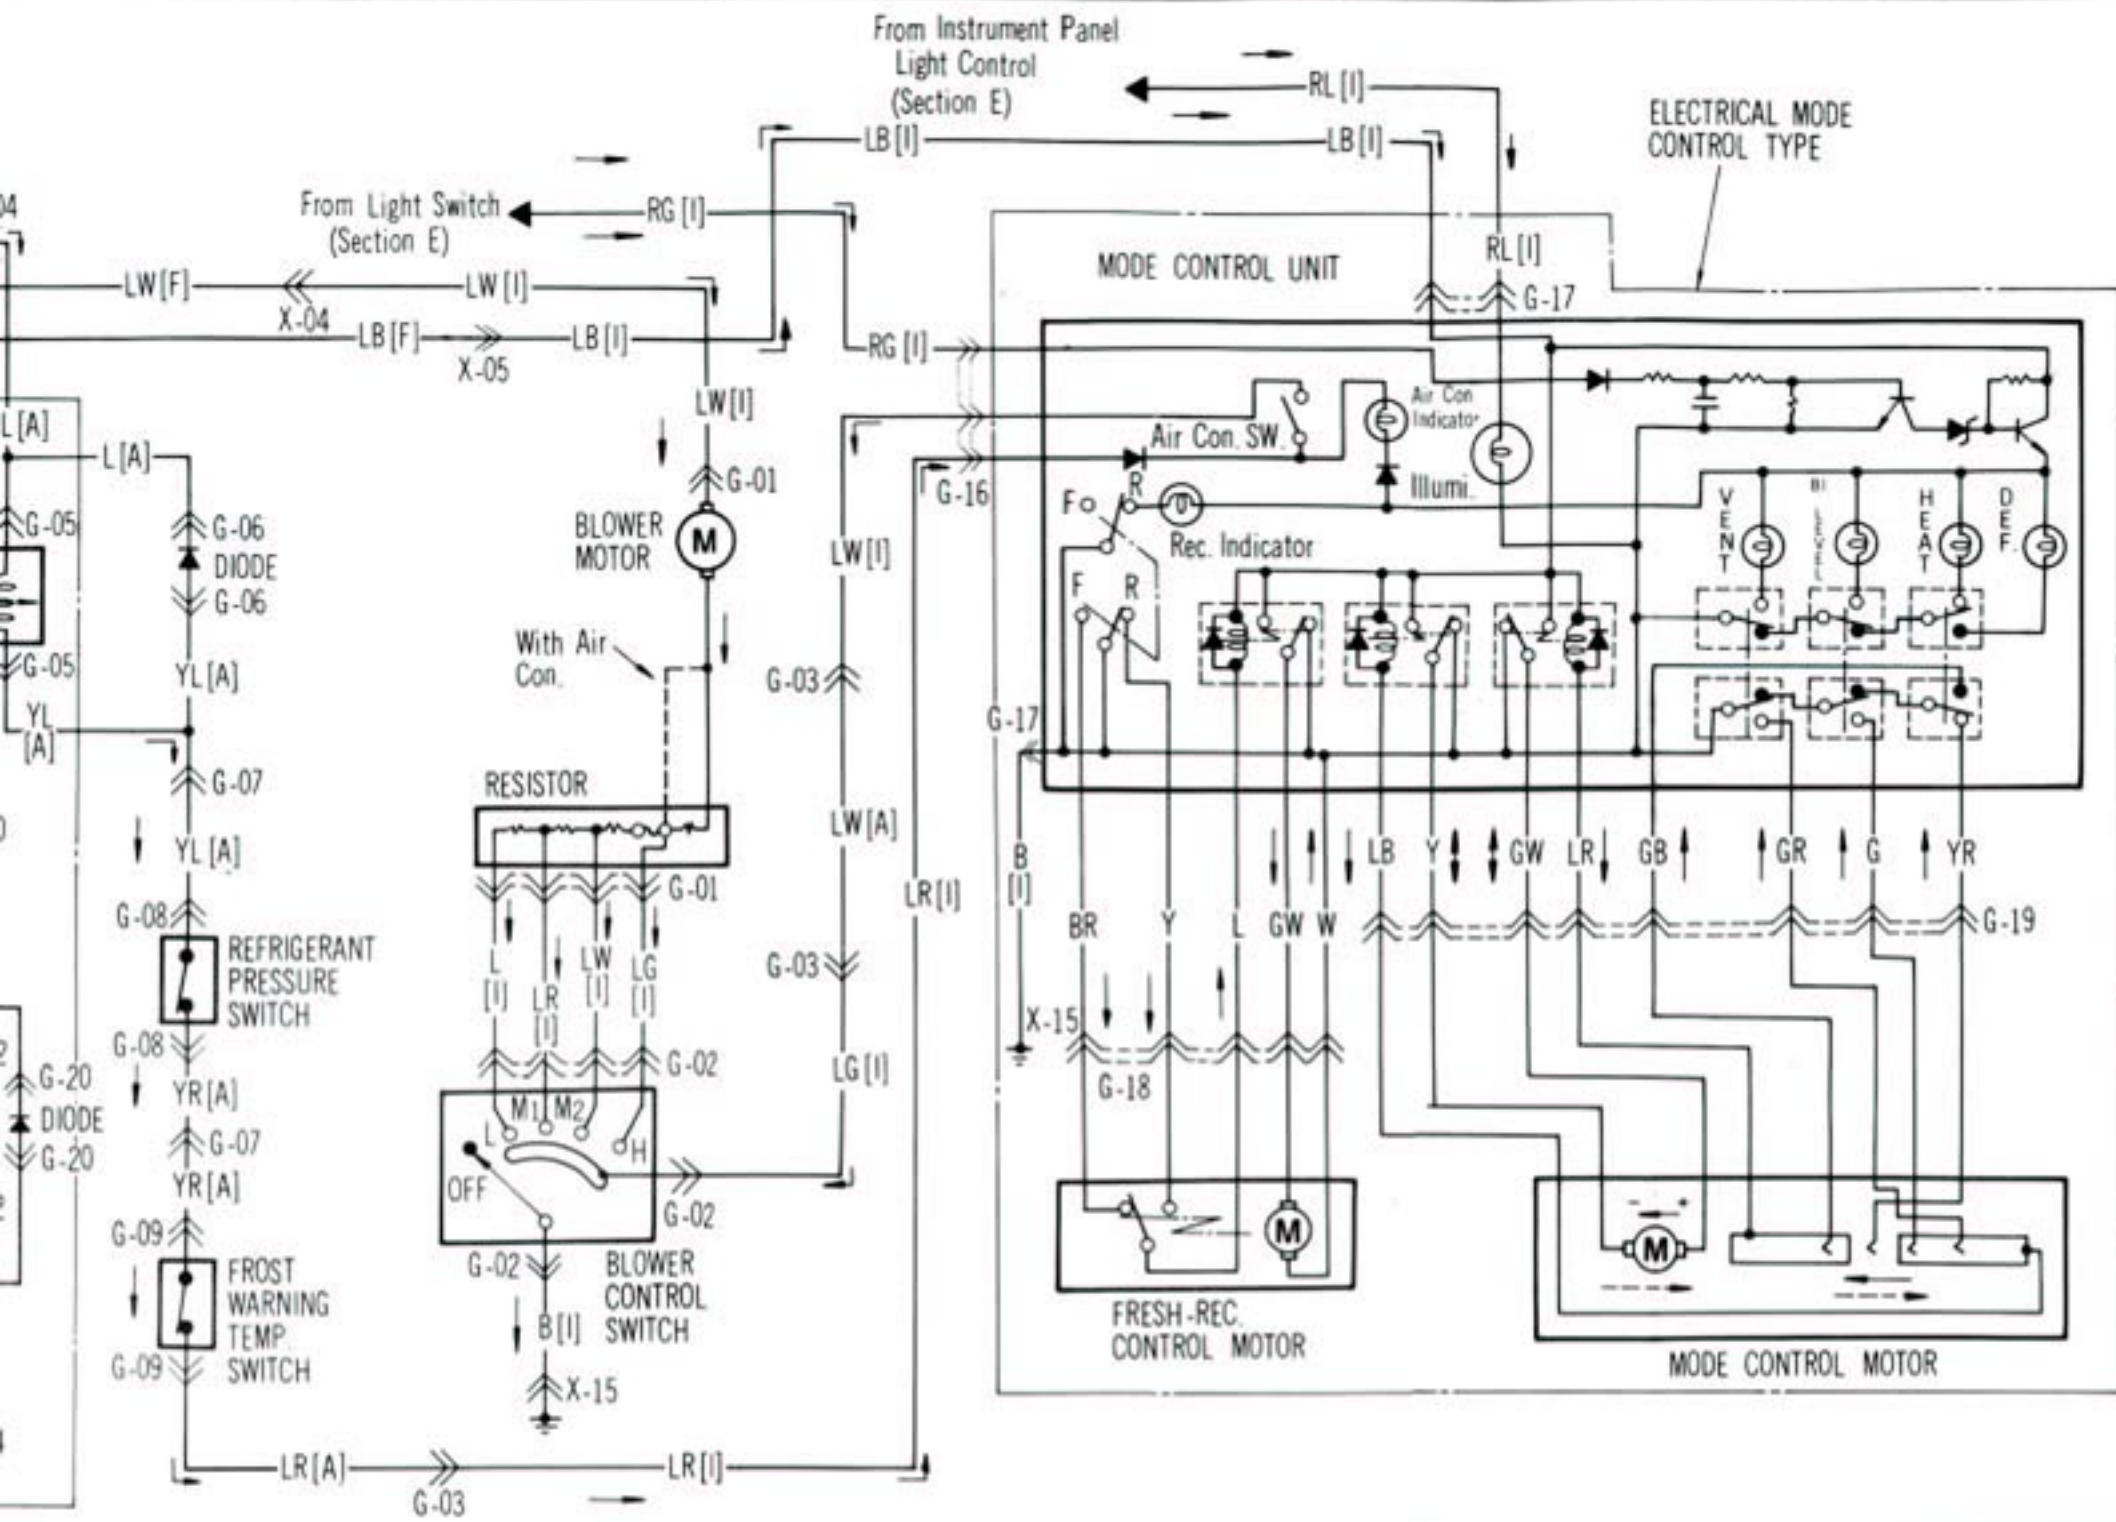 From Instrument Panel
Light Control
(Section E)
RL[I]
ELECTRICAL MODE
CONTROL TYPE
LB[I]
LB[I]
04
From Light Switch
(Section E)
RG[I]
RL[I]
MODE CONTROL UNIT
LW[F]
LW[I]
G-17
X-04
LB[F]
LB[I]
X-05
RG[I]
LW[I]
Air Con
Indicator
L[A]
L[A]
Air Con. SW.
G-01
G-16
Illumi.
F
R
VENT
BI
LEVEL
HEAT
DEF.
G-05
G-06
BLOWER
MOTOR
M
LW[I]
Rec. Indicator
DIODE
G-06
F
R
With Air
Con.
G-05
YL[A]
G-03
YL
[A]
G-17
G-07
RESISTOR
YL[A]
LW[A]
B
[I]
LB
Y
GW
LR
GB
GR
G
YR
G-01
LR[I]
G-08
BR
Y
L
GW
W
G-19
REFRIGERANT
PRESSURE
SWITCH
L
[I]
LR
[I]
LW
[I]
LG
[I]
G-03
X-15
G-08
G-02
LG[I]
G-18
G-20
YR[A]
DIODE
M1
M2
L
H
G-07
G-20
YR[A]
OFF
G-02
- +
M
M
G-09
G-02
BLOWER
CONTROL
SWITCH
FROST
WARNING
TEMP.
SWITCH
B[I]
FRESH-REC.
CONTROL MOTOR
G-09
MODE CONTROL MOTOR
X-15
LR[A]
LR[I]
G-03